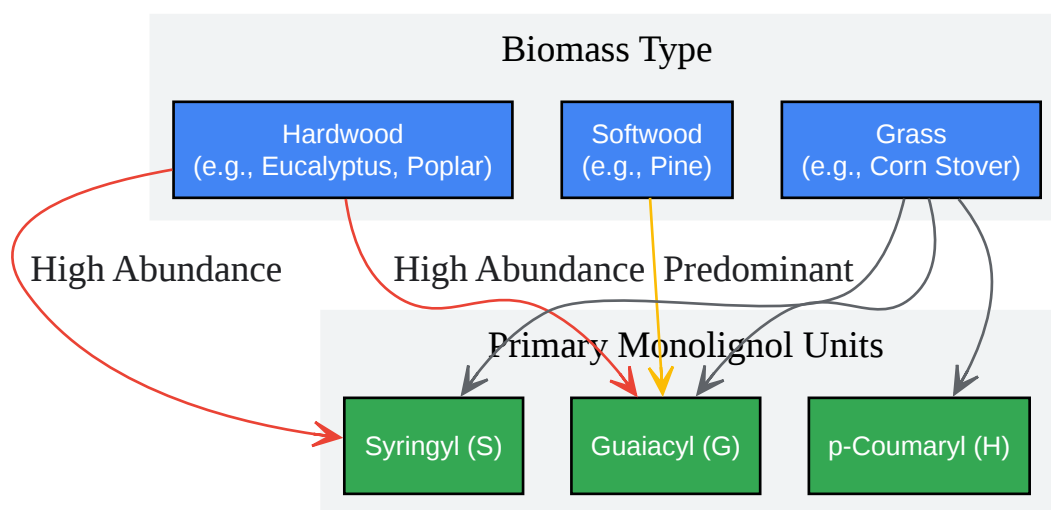 Biomass Type
Hardwood
(e.g., Eucalyptus, Poplar)
Softwood
(e.g., Pine)
Grass
(e.g., Corn Stover)
High Abundance
High Abundance
Predominant
Primary Monolignol Units
Syringyl (S)
Guaiacyl (G)
p-Coumaryl (H)